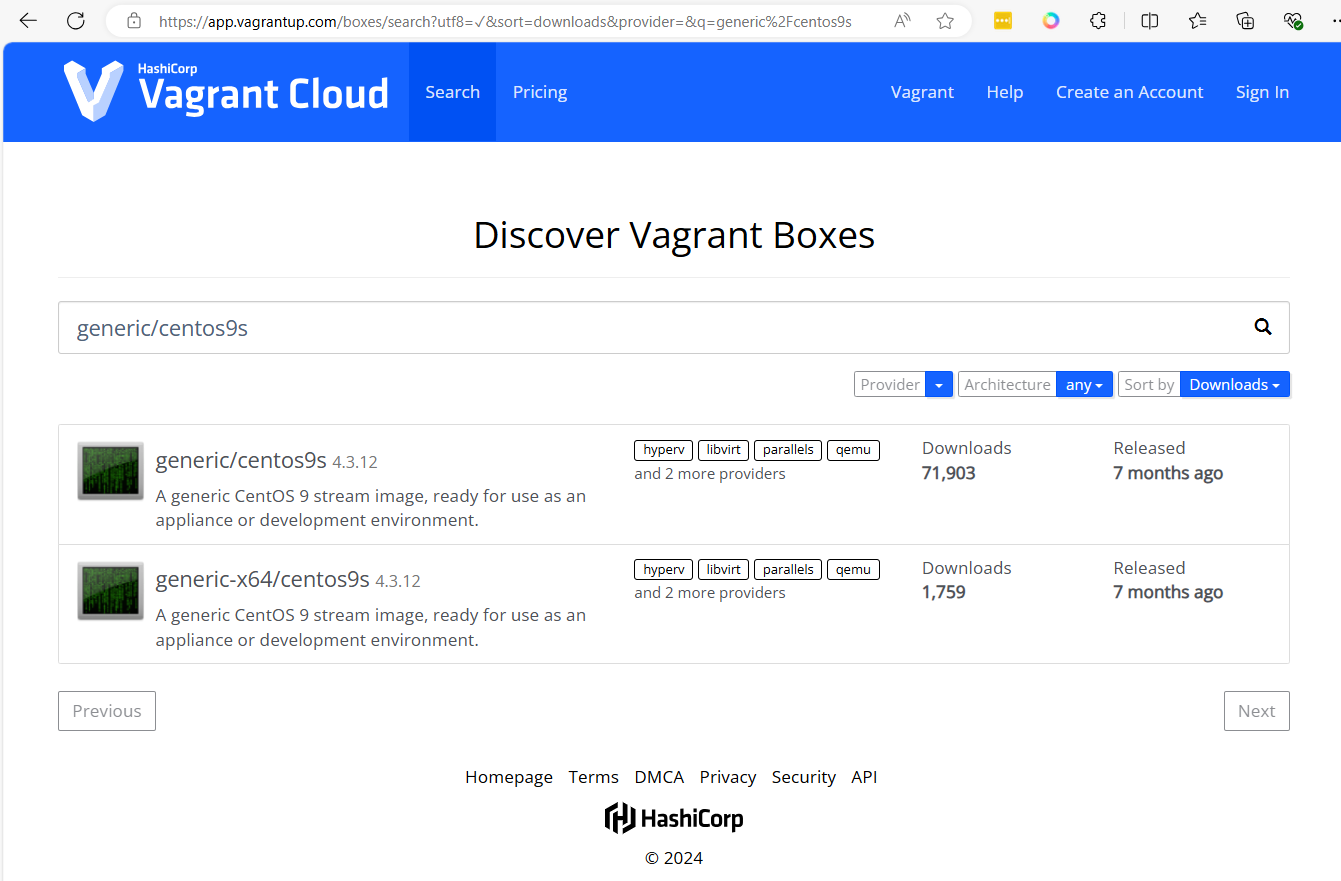 https://app.vagrantup.com/boxes/search?utf8=✓&sort=downloads&provider=&q=generic%2Fcentos9s
HashiCorp
Vagrant Cloud
Search Pricing Vagrant Help Create an Account Sign In
Discover Vagrant Boxes
generic/centos9s
Provider Architecture any Sort by Downloads
generic/centos9s 4.3.12
A generic CentOS 9 stream image, ready for use as an
appliance or development environment.
hyperv libvirt parallels qemu
and 2 more providers
Downloads
71,903
Released
7 months ago
generic-x64/centos9s 4.3.12
A generic CentOS 9 stream image, ready for use as an
appliance or development environment.
hyperv libvirt parallels qemu
and 2 more providers
Downloads
1,759
Released
7 months ago
Previous Next
Homepage Terms DMCA Privacy Security API
HashiCorp
© 2024